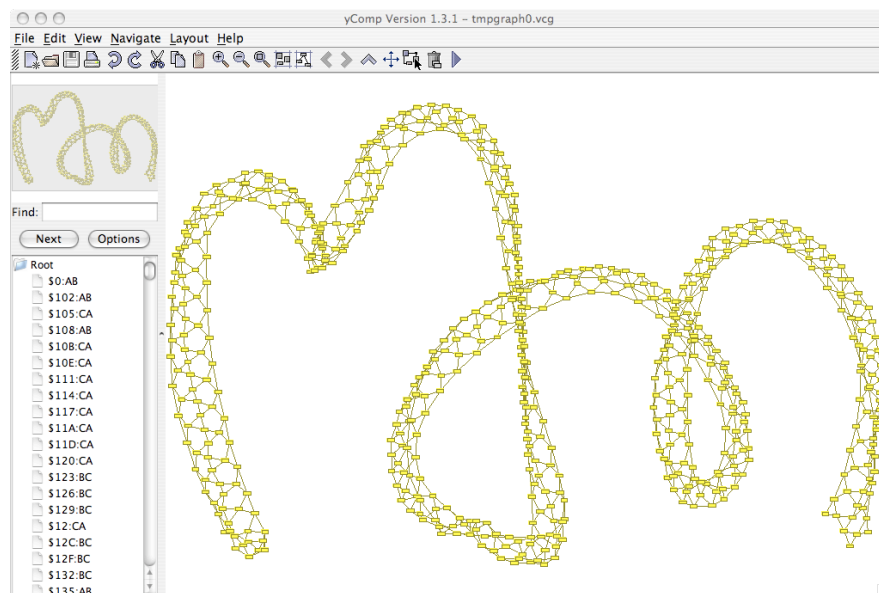 yComp Version 1.3.1 – tmpgraph0.vcg
File Edit View Navigate Layout Help
Find:
Next Options
Root
$0:AB
$102:AB
$105:CA
$108:AB
$10B:CA
$10E:CA
$111:CA
$114:CA
$117:CA
$11A:CA
$11D:CA
$120:CA
$123:BC
$126:BC
$129:BC
$12:CA
$12C:BC
$12F:BC
$132:BC
$135:AB